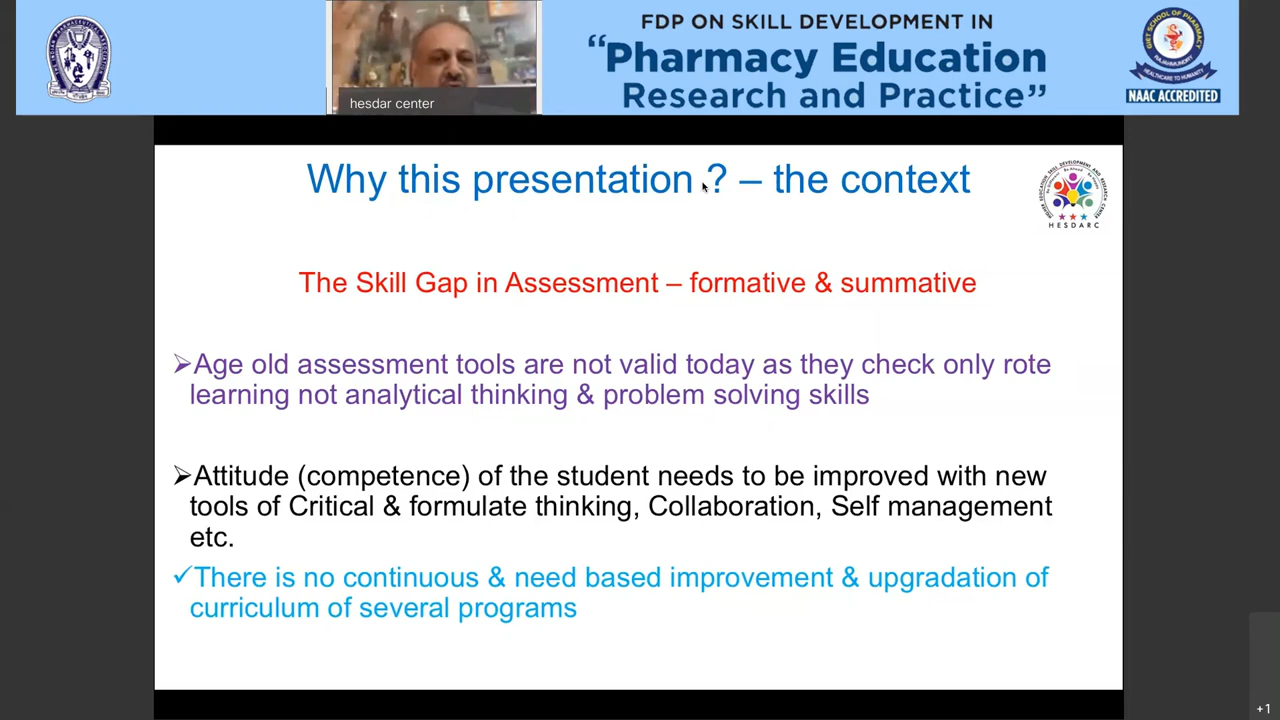 FDP ON SKILL DEVELOPMENT IN
“Pharmacy Education
Research and Practice”
hesdar center
NAAC ACCREDITED
Why this presentation ? – the context
HESDARC
The Skill Gap in Assessment – formative & summative
➢Age old assessment tools are not valid today as they check only rote
learning not analytical thinking & problem solving skills
➢Attitude (competence) of the student needs to be improved with new
tools of Critical & formulate thinking, Collaboration, Self management
etc.
✓There is no continuous & need based improvement & upgradation of
curriculum of several programs
+1